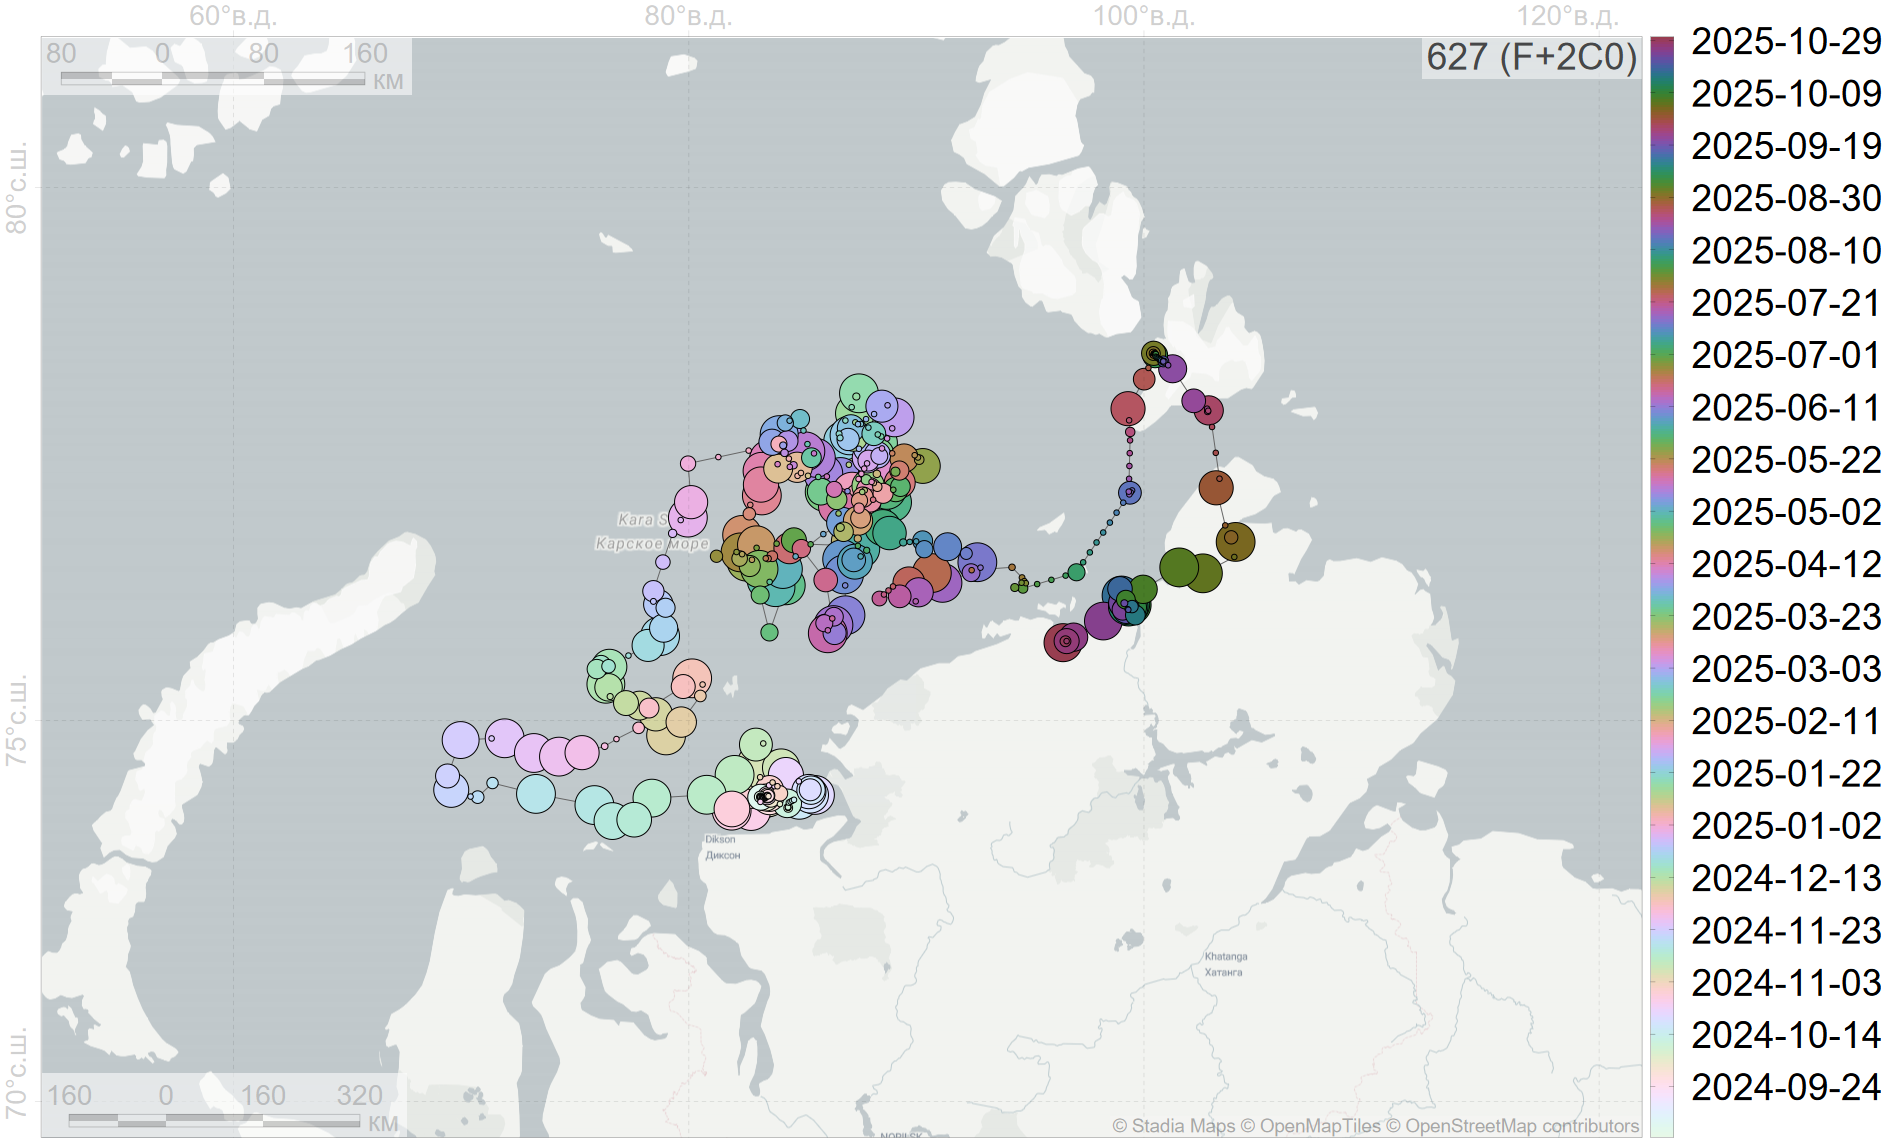 60°в.д.
80°в.д.
100°в.д.
120°в.д.
80 0 80 160
км
627 (F+2C0)
80°с.ш.
75°с.ш.
70°с.ш.
Kara S
Карское море
Dikson
Диксон
Khatanga
Хатанга
NORILSK
160 0 160 320
км
© Stadia Maps © OpenMapTiles © OpenStreetMap contributors
2025-10-29
2025-10-09
2025-09-19
2025-08-30
2025-08-10
2025-07-21
2025-07-01
2025-06-11
2025-05-22
2025-05-02
2025-04-12
2025-03-23
2025-03-03
2025-02-11
2025-01-22
2025-01-02
2024-12-13
2024-11-23
2024-11-03
2024-10-14
2024-09-24